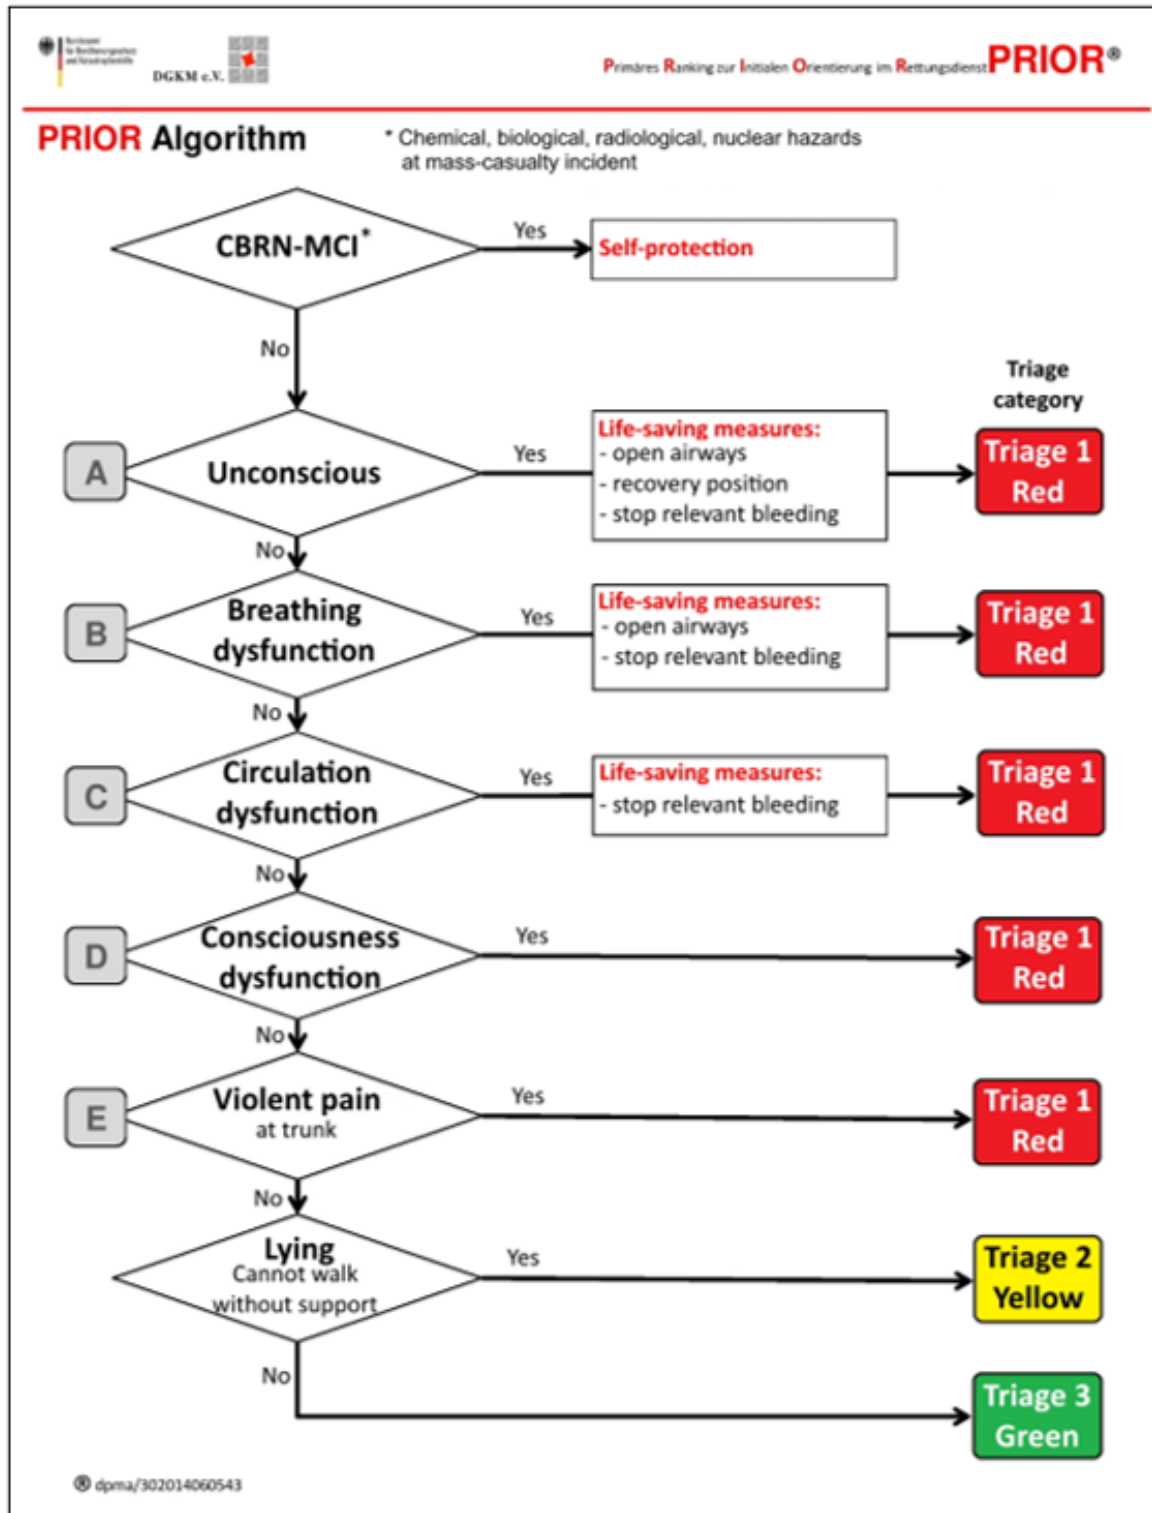 Bundesamt
für Bevölkerungsschutz
und Katastrophenhilfe
DGKM e.V.
Primäres Ranking zur Initialen Orientierung im Rettungsdienst PRIOR®
PRIOR Algorithm
* Chemical, biological, radiological, nuclear hazards
at mass-casualty incident
CBRN-MCI*
Yes
Self-protection
No
Triage
category
A
Unconscious
Yes
Life-saving measures:
- open airways
- recovery position
- stop relevant bleeding
Triage 1
Red
No
B
Breathing
dysfunction
Yes
Life-saving measures:
- open airways
- stop relevant bleeding
Triage 1
Red
No
C
Circulation
dysfunction
Yes
Life-saving measures:
- stop relevant bleeding
Triage 1
Red
No
D
Consciousness
dysfunction
Yes
Triage 1
Red
No
E
Violent pain
at trunk
Yes
Triage 1
Red
No
Lying
Cannot walk
without support
Yes
Triage 2
Yellow
No
Triage 3
Green
® dpma/302014060543